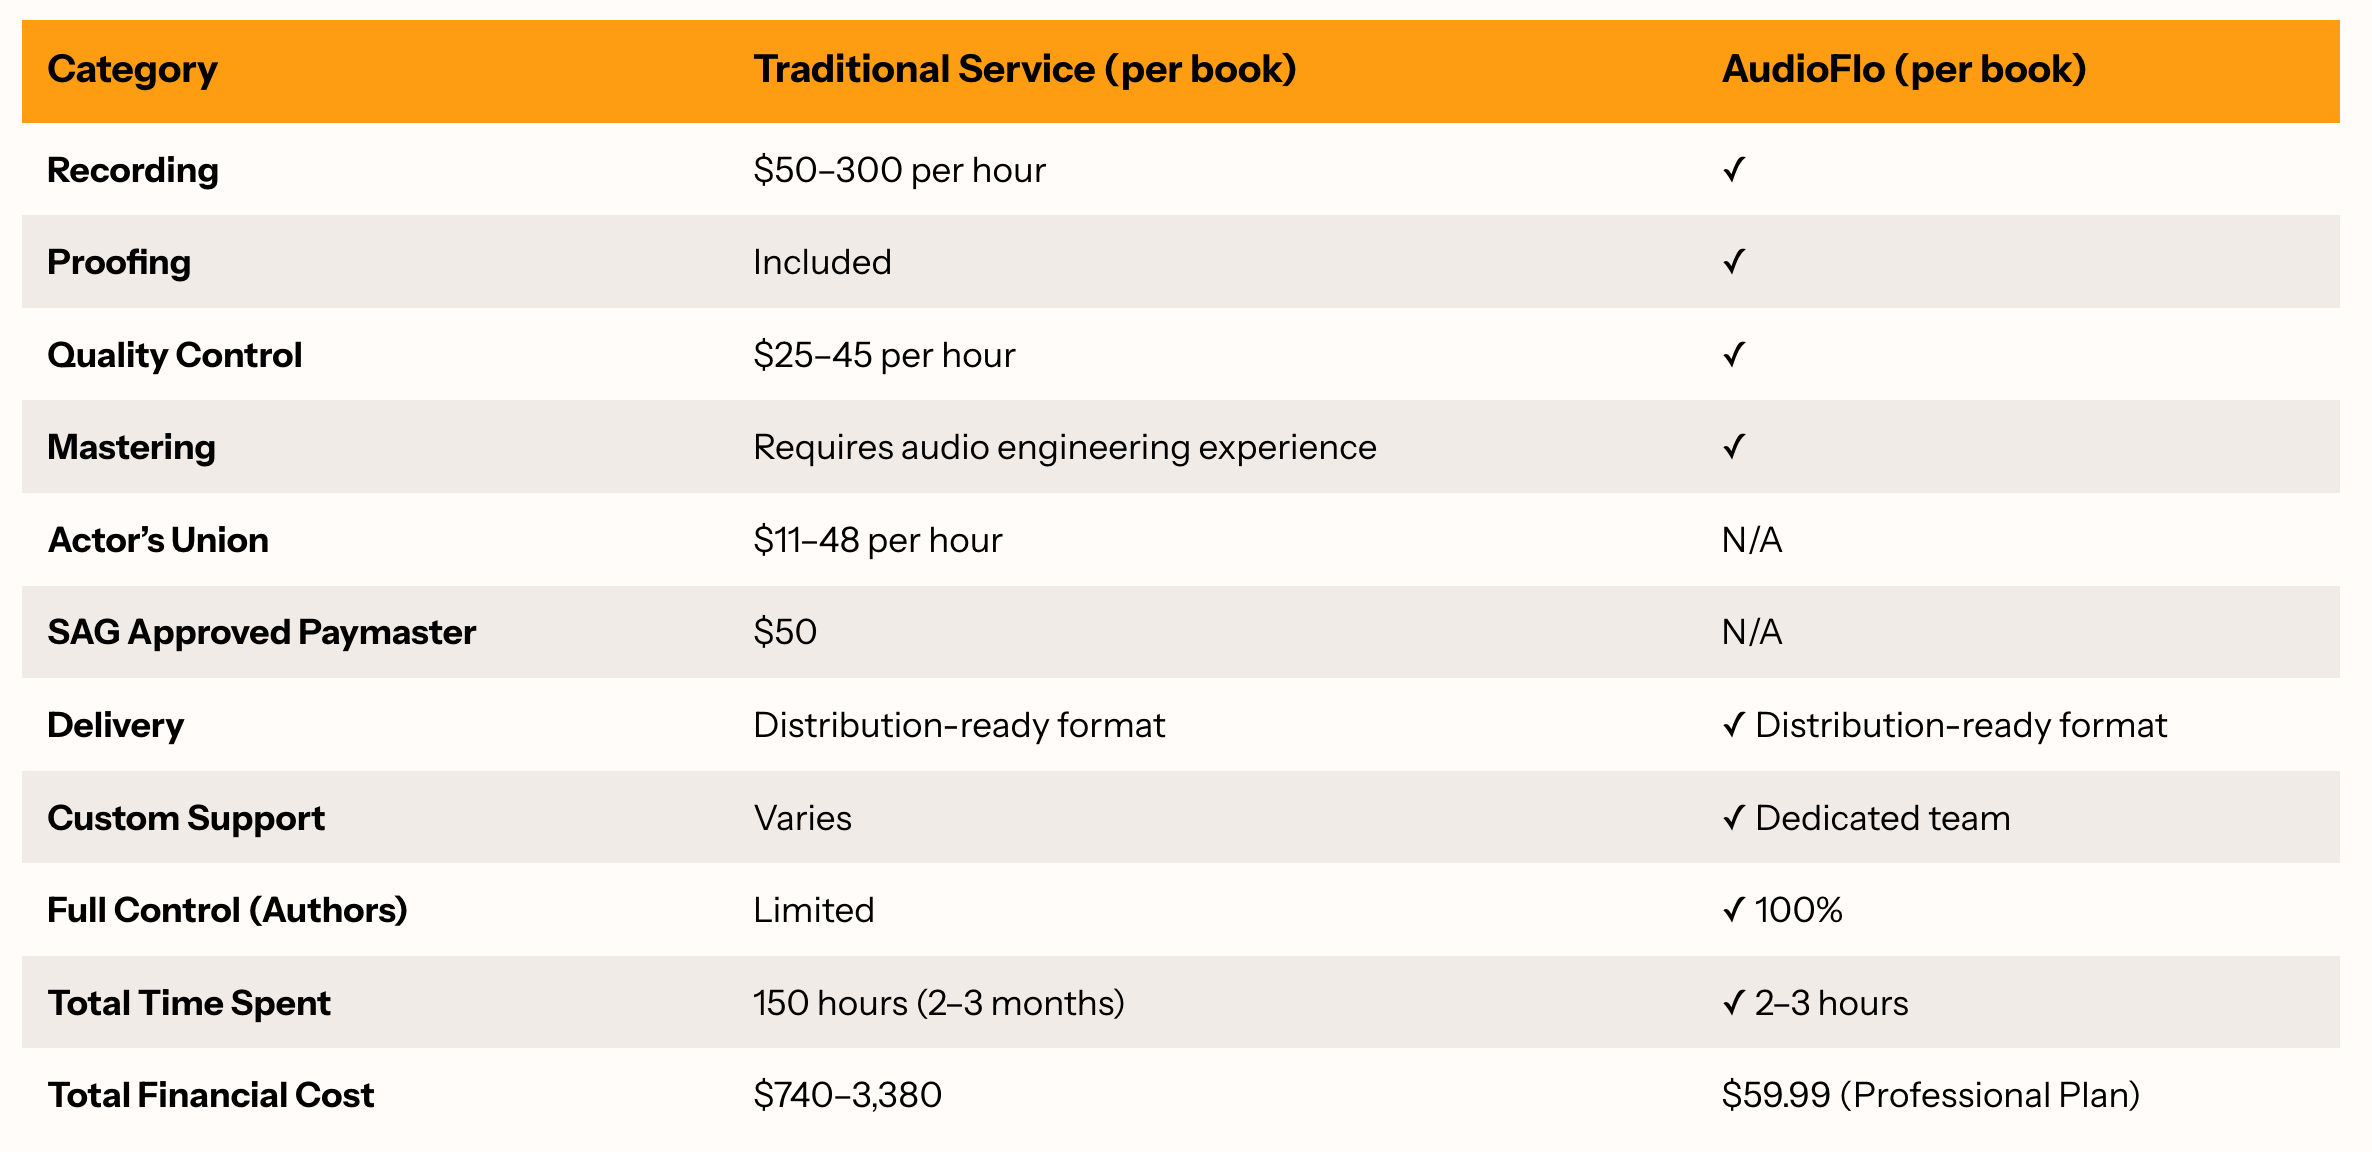 Category Traditional Service (per book) AudioFlo (per book)
Recording $50–300 per hour ✓
Proofing Included ✓
Quality Control $25–45 per hour ✓
Mastering Requires audio engineering experience ✓
Actor’s Union $11–48 per hour N/A
SAG Approved Paymaster $50 N/A
Delivery Distribution-ready format ✓ Distribution-ready format
Custom Support Varies ✓ Dedicated team
Full Control (Authors) Limited ✓ 100%
Total Time Spent 150 hours (2–3 months) ✓ 2–3 hours
Total Financial Cost $740–3,380 $59.99 (Professional Plan)